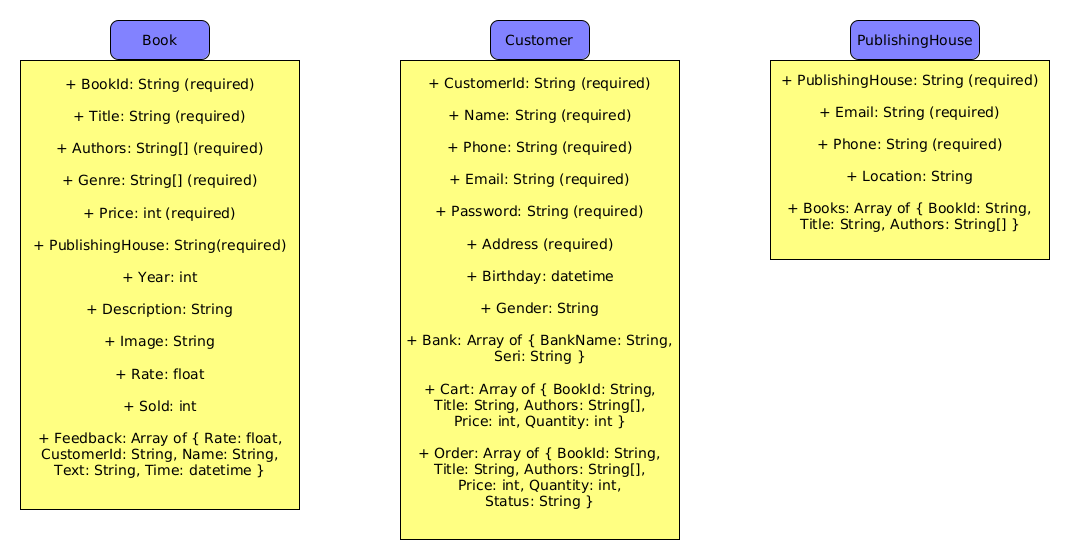 Book
+ BookId: String (required)
+ Title: String (required)
+ Authors: String[] (required)
+ Genre: String[] (required)
+ Price: int (required)
+ PublishingHouse: String(required)
+ Year: int
+ Description: String
+ Image: String
+ Rate: float
+ Sold: int
+ Feedback: Array of { Rate: float,
CustomerId: String, Name: String,
Text: String, Time: datetime }
Customer
+ CustomerId: String (required)
+ Name: String (required)
+ Phone: String (required)
+ Email: String (required)
+ Password: String (required)
+ Address (required)
+ Birthday: datetime
+ Gender: String
+ Bank: Array of { BankName: String,
Seri: String }
+ Cart: Array of { BookId: String,
Title: String, Authors: String[],
Price: int, Quantity: int }
+ Order: Array of { BookId: String,
Title: String, Authors: String[],
Price: int, Quantity: int,
Status: String }
PublishingHouse
+ PublishingHouse: String (required)
+ Email: String (required)
+ Phone: String (required)
+ Location: String
+ Books: Array of { BookId: String,
Title: String, Authors: String[] }